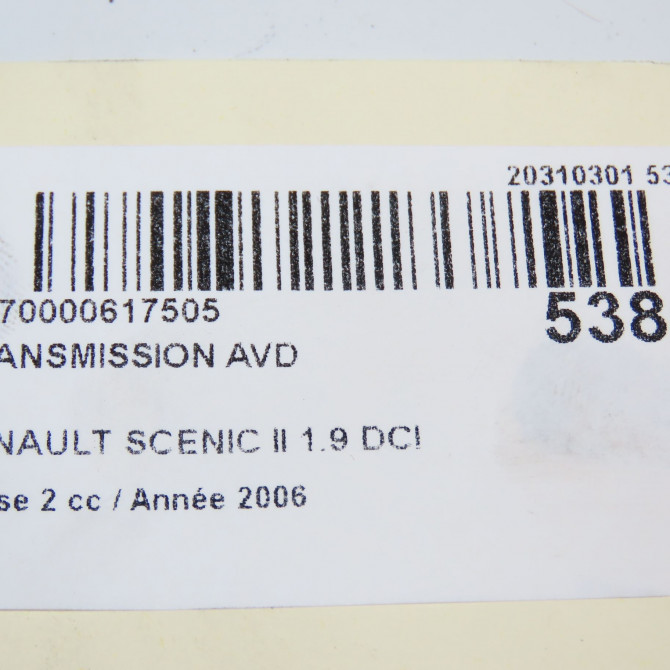 20310301 53
70000617505
538
ANSMISSION AVD
NAULT SCENIC II 1.9 DCI
se 2 cc / Année 2006